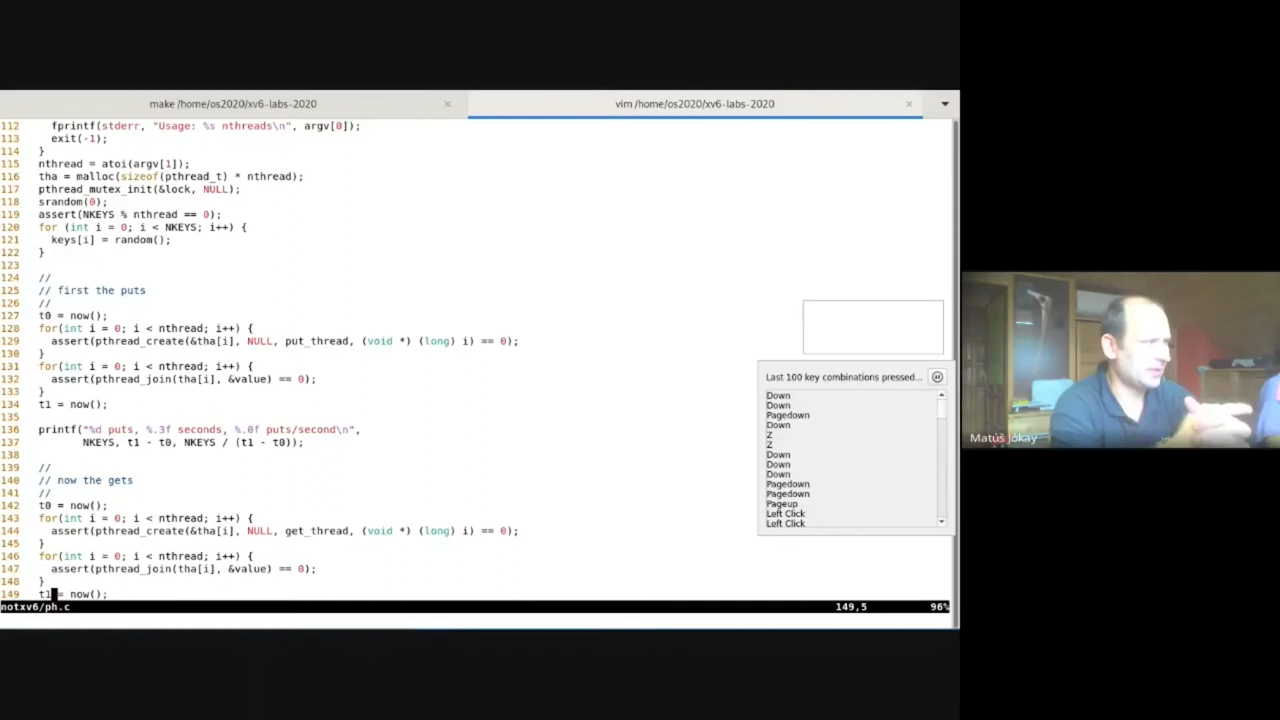 make /home/os2020/xv6-labs-2020 × vim /home/os2020/xv6-labs-2020 ×
112 fprintf(stderr, "Usage: %s nthreads\n", argv[0]);
113 exit(-1);
114 }
115 nthread = atoi(argv[1]);
116 tha = malloc(sizeof(pthread_t) * nthread);
117 pthread_mutex_init(&lock, NULL);
118 srandom(0);
119 assert(NKEYS % nthread == 0);
120 for (int i = 0; i < NKEYS; i++) {
121 keys[i] = random();
122 }
123
124 //
125 // first the puts
126 //
127 t0 = now();
128 for(int i = 0; i < nthread; i++) {
129 assert(pthread_create(&tha[i], NULL, put_thread, (void *) (long) i) == 0);
130 }
131 for(int i = 0; i < nthread; i++) {
132 assert(pthread_join(tha[i], &value) == 0);
133 }
134 t1 = now();
135
136 printf("%d puts, %.3f seconds, %.0f puts/second\n",
137 NKEYS, t1 - t0, NKEYS / (t1 - t0));
138
139 //
140 // now the gets
141 //
142 t0 = now();
143 for(int i = 0; i < nthread; i++) {
144 assert(pthread_create(&tha[i], NULL, get_thread, (void *) (long) i) == 0);
145 }
146 for(int i = 0; i < nthread; i++) {
147 assert(pthread_join(tha[i], &value) == 0);
148 }
149 t1 = now();
notxv6/ph.c 149,5 96%
Last 100 key combinations pressed...
Down
Down
Pagedown
Down
Z
Z
Down
Down
Down
Pagedown
Pagedown
Pageup
Left Click
Left Click
Matúš Jókay